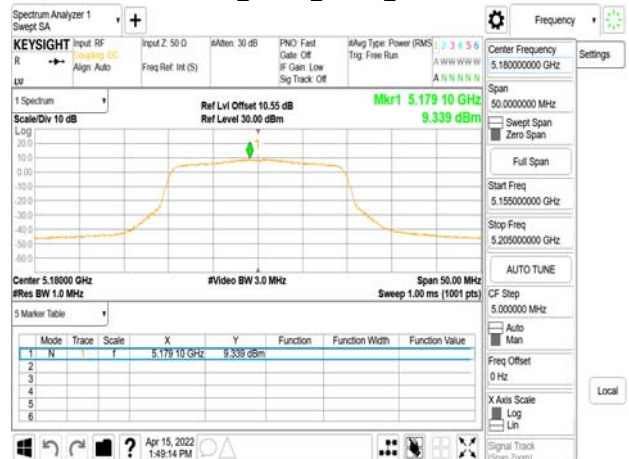 Spectrum Analyzer 1
Swept SA
+
Frequency
KEYSIGHT
R
Input: RF
Coupling: DC
Align: Auto
Input Z: 50 Ω
Freq Ref: Int (S)
#Atten: 30 dB
PNO: Fast
Gate: Off
IF Gain: Low
Sig Track: Off
#Avg Type: Power (RMS
Trig: Free Run
1 2 3 4 5 6
A WWWWW
A N N N N N
1 Spectrum
Scale/Div 10 dB
Ref Lvl Offset 10.55 dB
Ref Level 30.00 dBm
Mkr1 5.179 10 GHz
9.339 dBm
Log
20.0
10.0
0.00
-10.0
-20.0
-30.0
-40.0
-50.0
-60.0
1
Center 5.18000 GHz
#Res BW 1.0 MHz
#Video BW 3.0 MHz
Span 50.00 MHz
Sweep 1.00 ms (1001 pts)
5 Marker Table
Mode Trace Scale X Y Function Function Width Function Value
1 N 1 f 5.179 10 GHz 9.339 dBm
2
3
4
5
6
?
Apr 15, 2022
1:49:14 PM
Center Frequency
5.180000000 GHz
Settings
Span
50.0000000 MHz
Swept Span
Zero Span
Full Span
Start Freq
5.155000000 GHz
Stop Freq
5.205000000 GHz
AUTO TUNE
CF Step
5.000000 MHz
Auto
Man
Freq Offset
0 Hz
Local
X Axis Scale
Log
Lin
Signal Track
(Span Zoom)